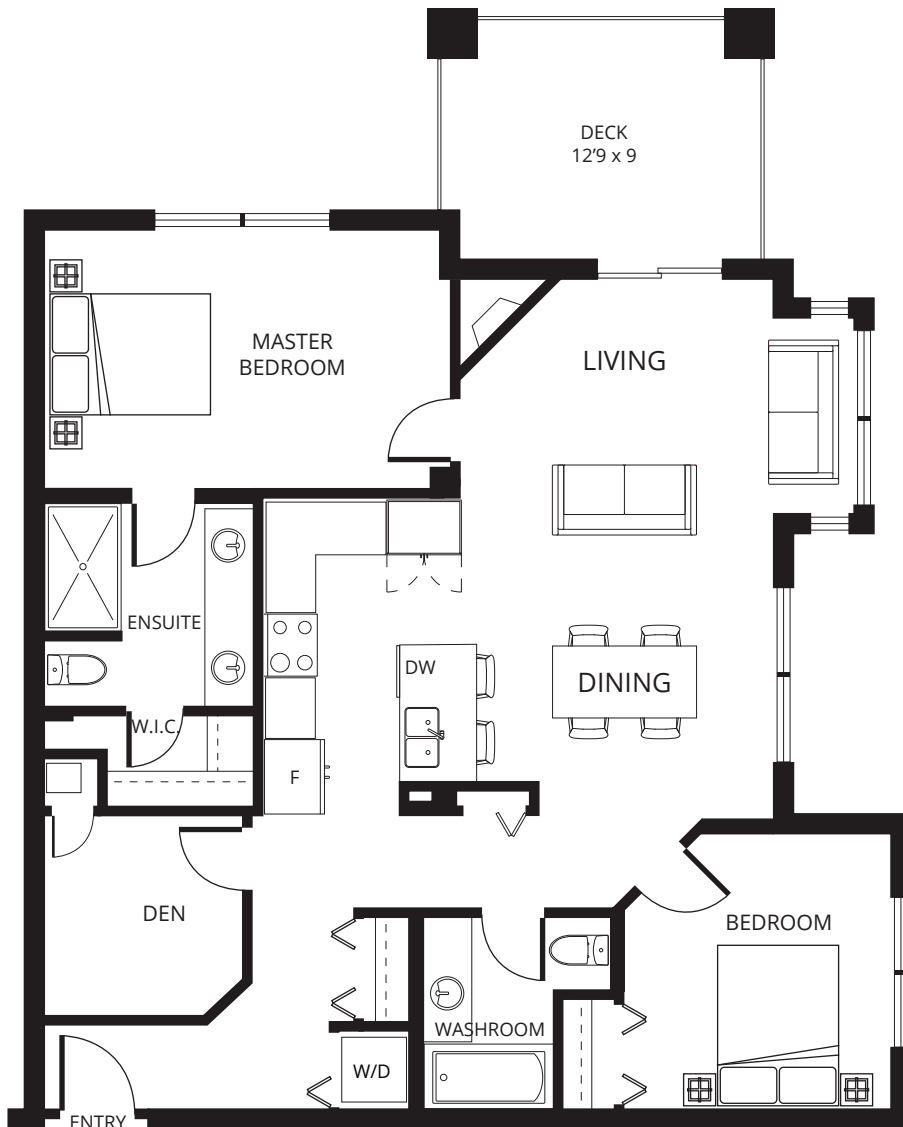 DECK
12'9 x 9
MASTER
BEDROOM
LIVING
ENSUITE
DW
DINING
W.I.C.
F
DEN
BEDROOM
WASHROOM
W/D
ENTRY